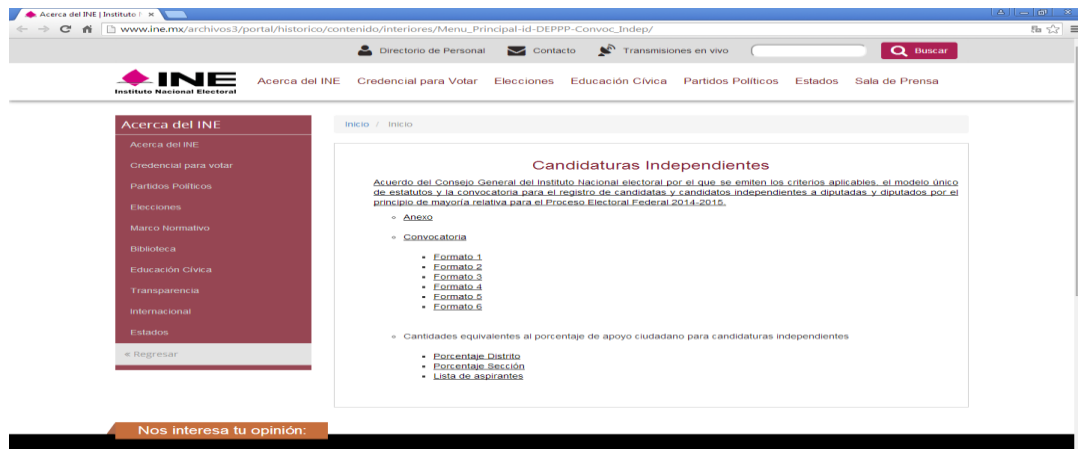 Acerca del INE | Instituto
www.ine.mx/archivos3/portal/historico/contenido/interiores/Menu_Principal-id-DEPPP-Convoc_Indep/
Directorio de Personal Contacto Transmisiones en vivo Buscar
INE
Instituto Nacional Electoral
Acerca del INE Credencial para Votar Elecciones Educación Cívica Partidos Políticos Estados Sala de Prensa
Acerca del INE
Acerca del INE
Credencial para votar
Partidos Políticos
Elecciones
Marco Normativo
Biblioteca
Educación Cívica
Transparencia
Internacional
Estados
« Regresar
Inicio / Inicio
Candidaturas Independientes
Acuerdo del Consejo General del Instituto Nacional electoral por el que se emiten los criterios aplicables, el modelo único
de estatutos y la convocatoria para el registro de candidatas y candidatos independientes a diputadas y diputados por el
principio de mayoría relativa para el Proceso Electoral Federal 2014-2015.
Anexo
Convocatoria
Formato 1
Formato 2
Formato 3
Formato 4
Formato 5
Formato 6
Cantidades equivalentes al porcentaje de apoyo ciudadano para candidaturas independientes
Porcentaje Distrito
Porcentaje Sección
Lista de aspirantes
Nos interesa tu opinión: